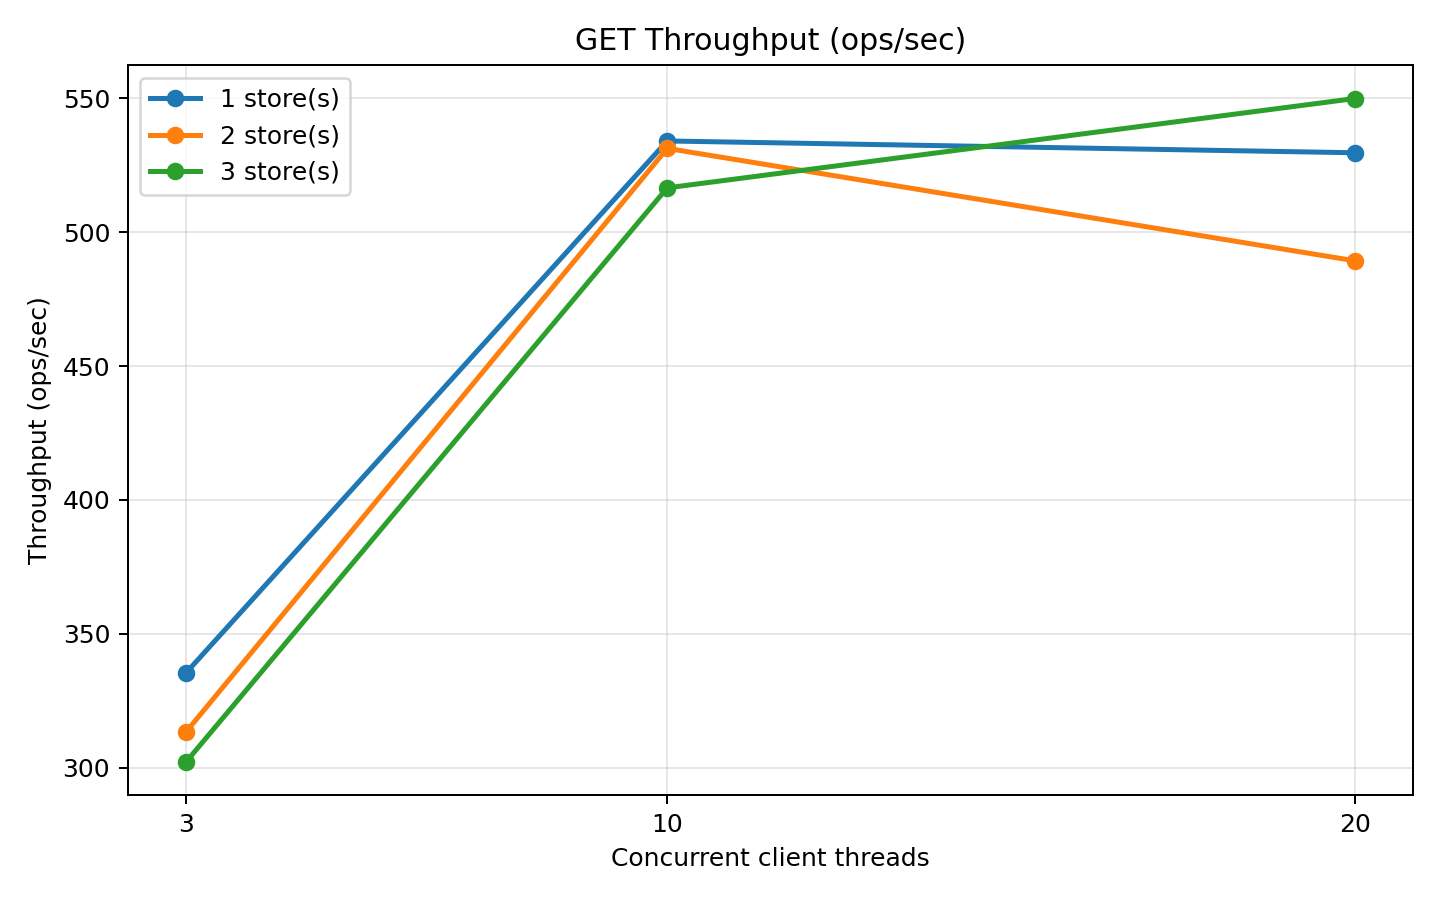 GET Throughput (ops/sec)
1 store(s)
2 store(s)
3 store(s)
Throughput (ops/sec)
550
500
450
400
350
300
3
10
20
Concurrent client threads